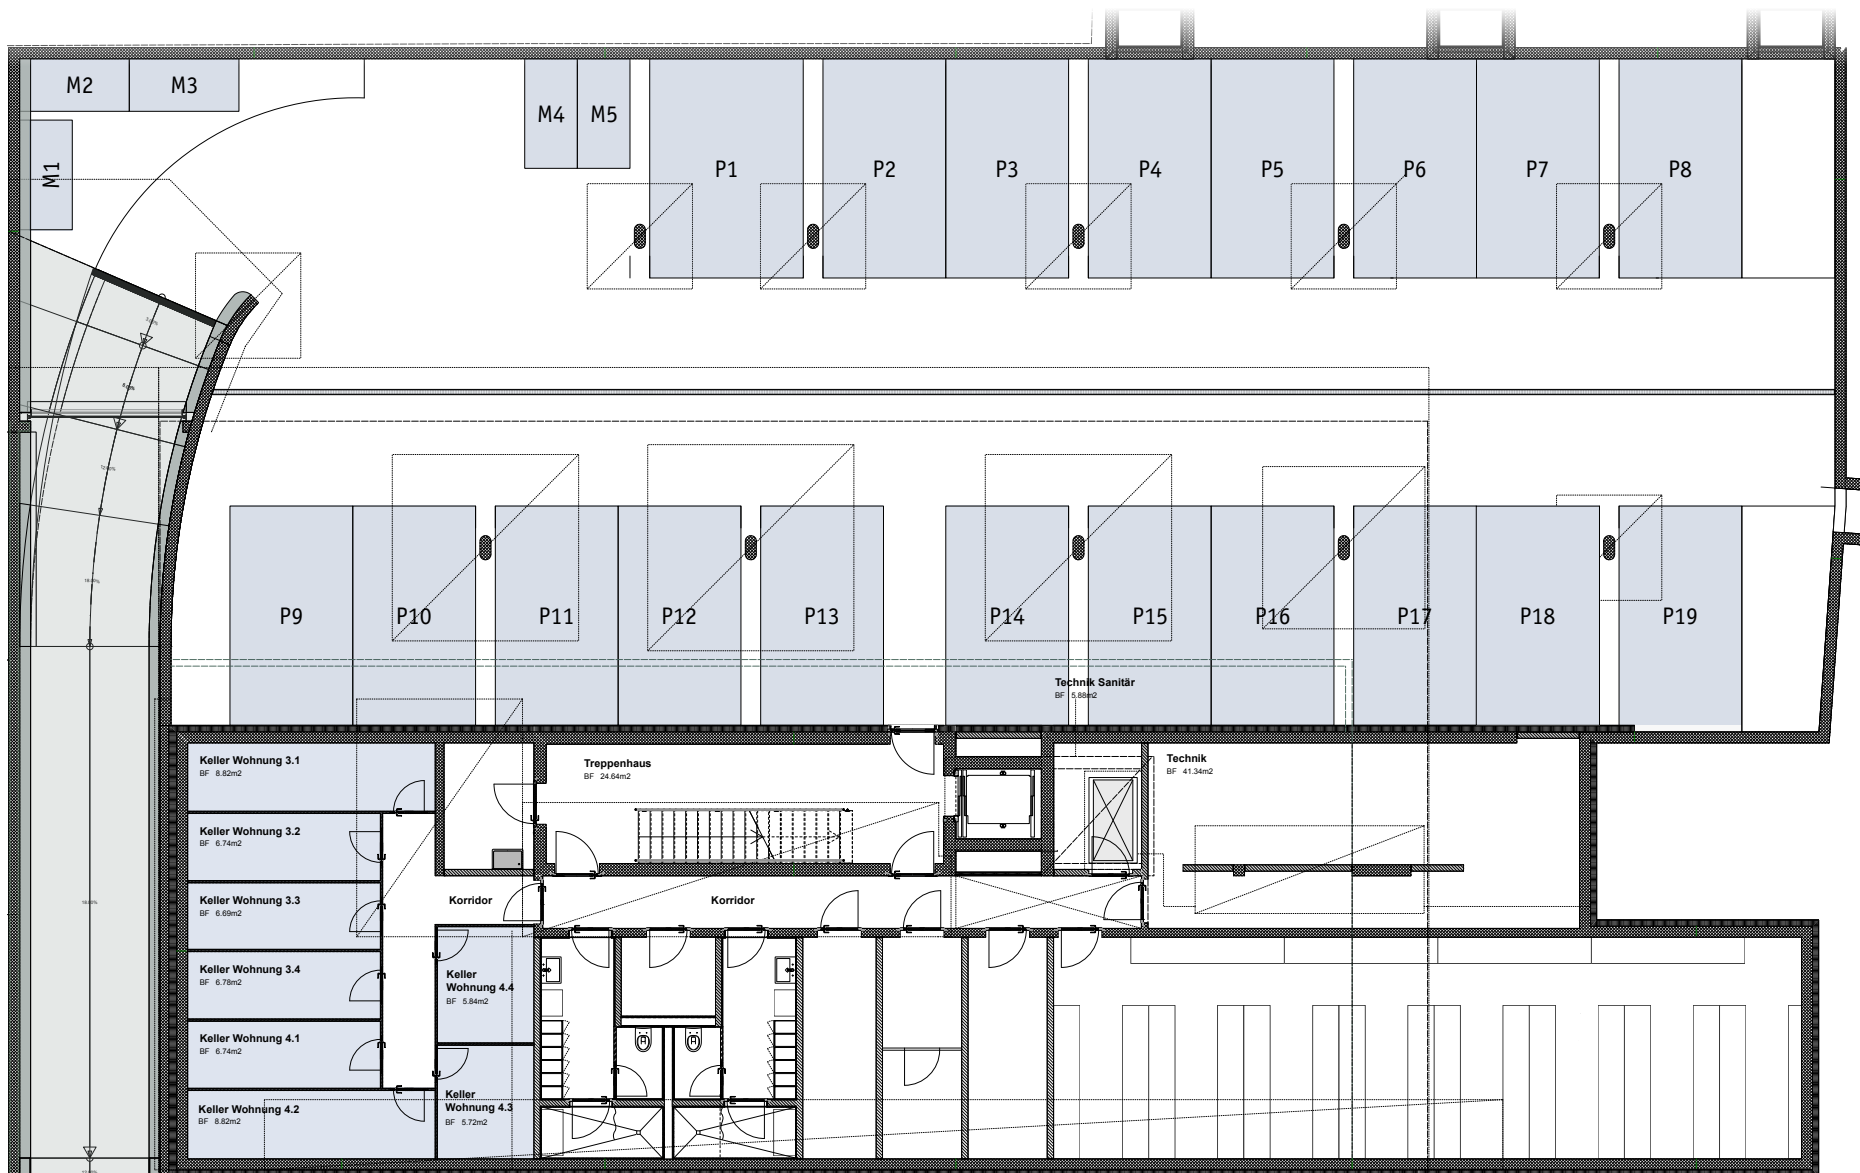 M2
M3
M1
M4
M5
P1
P2
P3
P4
P5
P6
P7
P8
P9
P10
P11
P12
P13
P14
P15
P16
P17
P18
P19
Technik Sanitär
BF 5.88m2
Keller Wohnung 3.1
BF 8.82m2
Treppenhaus
BF 24.64m2
Technik
BF 41.34m2
Keller Wohnung 3.2
BF 6.74m2
Keller Wohnung 3.3
BF 6.69m2
Korridor
Korridor
Keller Wohnung 3.4
BF 6.78m2
Keller
Wohnung 4.4
BF 5.84m2
Keller Wohnung 4.1
BF 6.74m2
Keller Wohnung 4.2
BF 8.82m2
Keller
Wohnung 4.3
BF 5.72m2